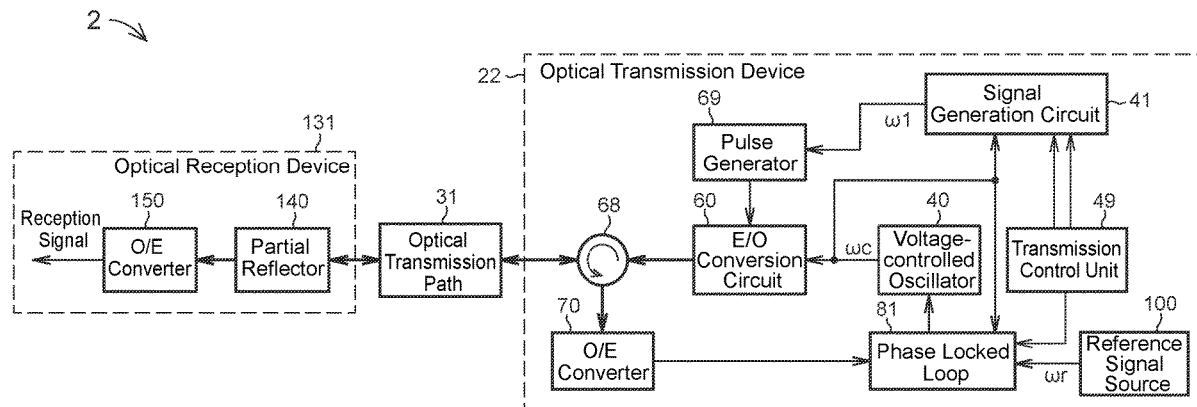 2
22
Optical Transmission Device
Signal
Generation Circuit
41
69
Pulse
Generator
ω1
131
Optical Reception Device
Reception
Signal
150
O/E
Converter
140
Partial
Reflector
31
Optical
Transmission
Path
68
60
E/O
Conversion
Circuit
ωc
40
Voltage-
controlled
Oscillator
49
Transmission
Control Unit
70
O/E
Converter
81
Phase Locked
Loop
ωr
100
Reference
Signal
Source